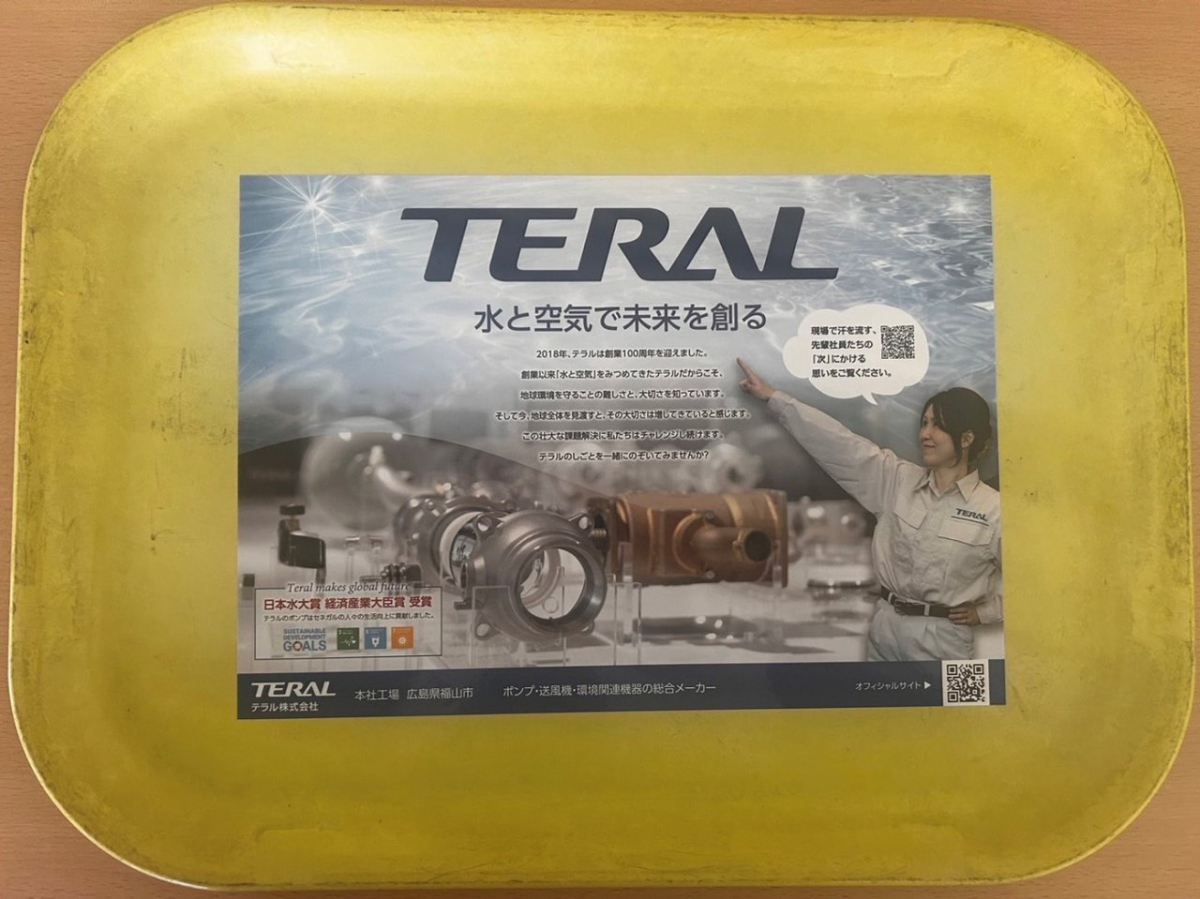 TERAL
水と空気で未来を創る
2018年、テラルは創業100周年を迎えました。
創業以来「水と空気」をみつめてきたテラルだからこそ、
地球環境を守ることの難しさと、大切さを知っています。
そして今、地球全体を見渡すと、その大切さは増してきていると感じます。
この壮大な課題解決に私たちはチャレンジし続けます。
テラルのしごとを一緒にのぞいてみませんか?
現場で汗を流す、
先輩社員たちの
「次」にかける
思いをご覧ください。
TERAL
Teral makes global future
日本水大賞 経済産業大臣賞 受賞
テラルのポンプはセネガルの人々の生活向上に貢献しました。
SUSTAINABLE
DEVELOPMENT
GOALS
TERAL
テラル株式会社
本社工場 広島県福山市
ポンプ・送風機・環境関連機器の総合メーカー
オフィシャルサイト▶